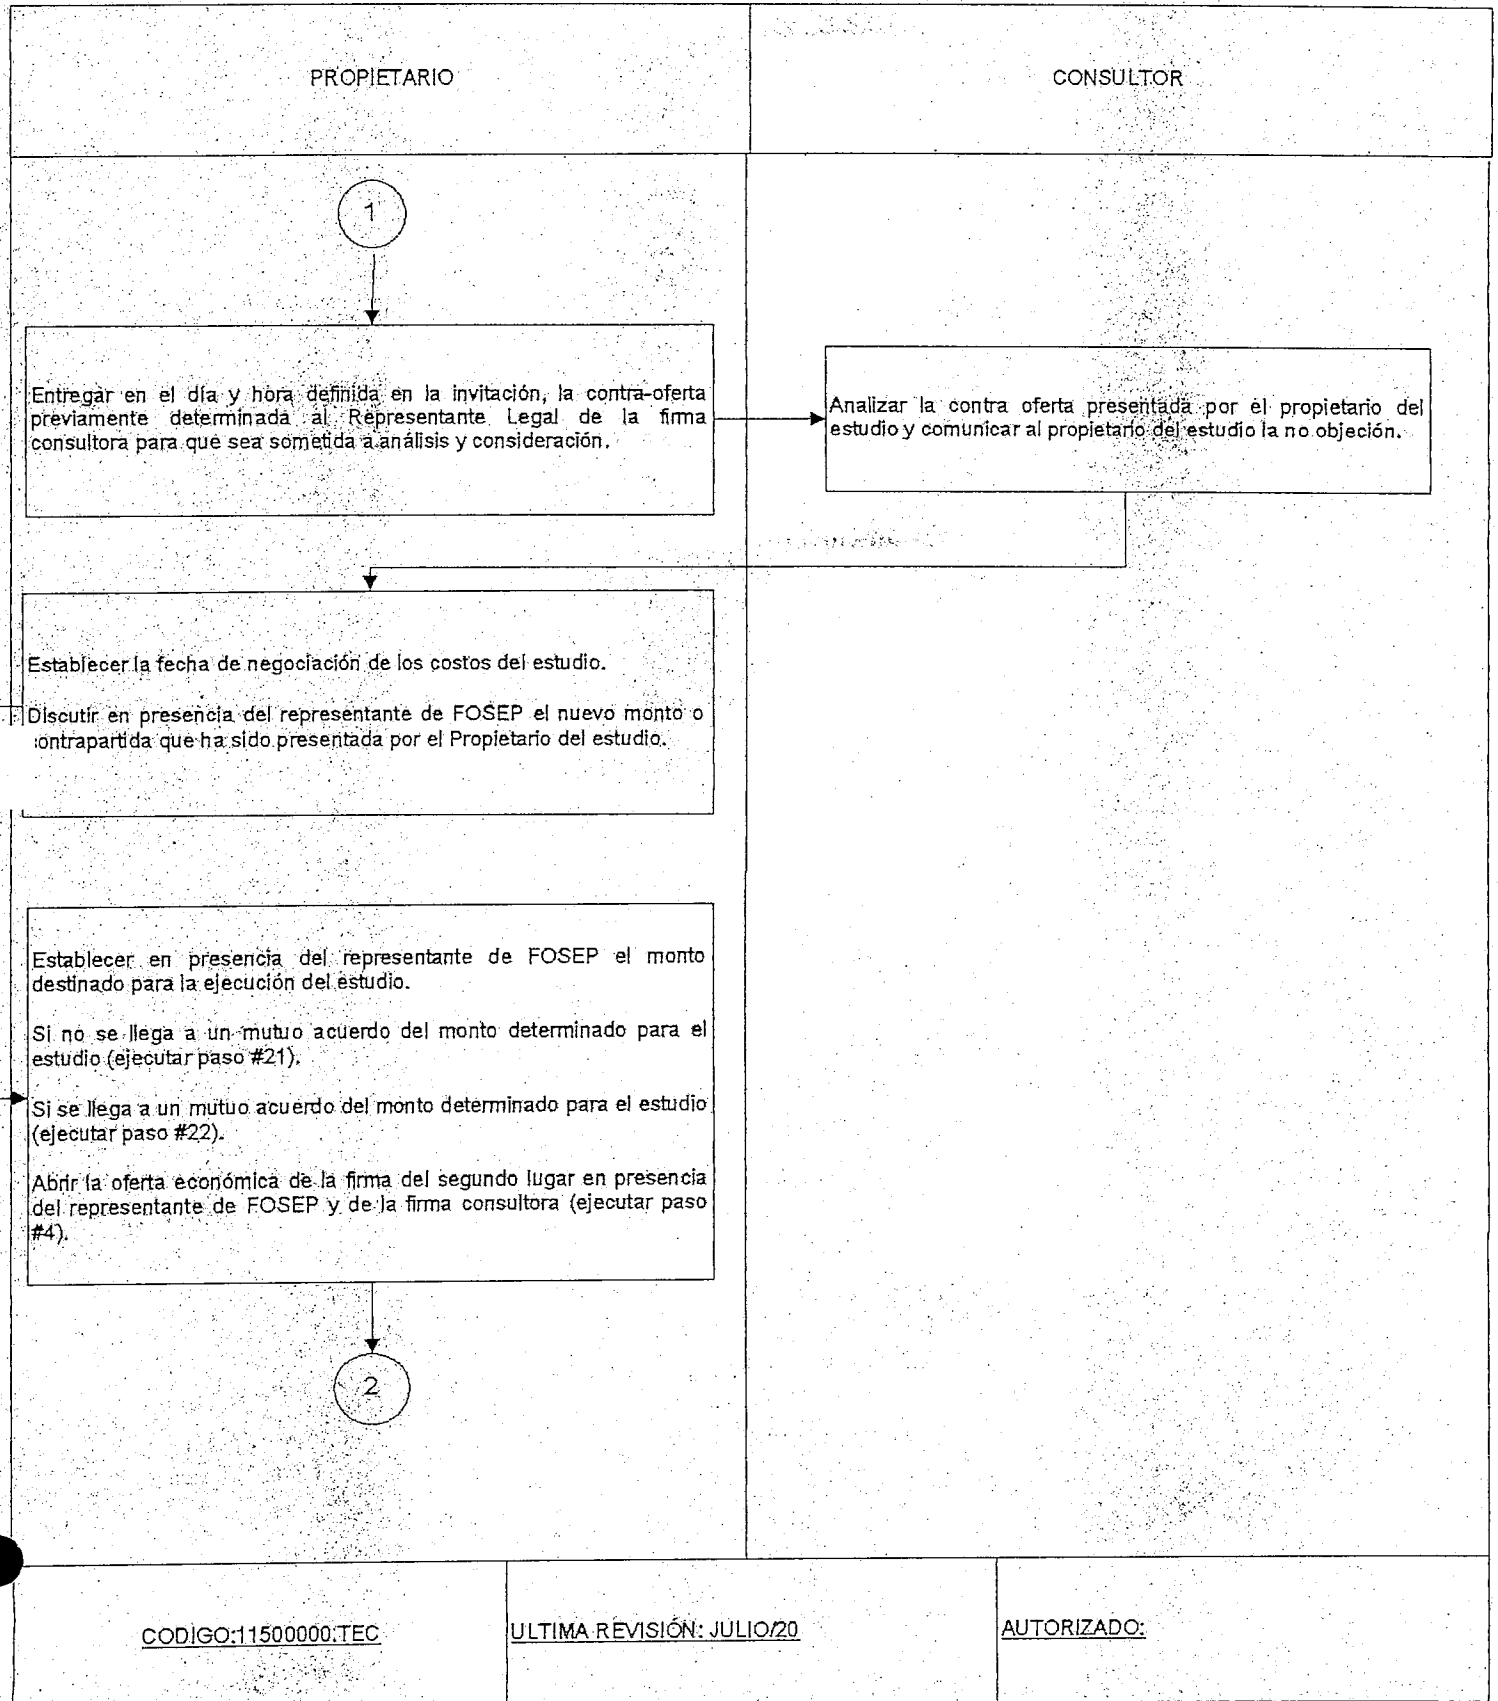 PROPIETARIO
CONSULTOR
1
Entregar en el día y hora definida en la invitación, la contra-oferta
previamente determinada al Representante Legal de la firma
consultora para que sea sometida a análisis y consideración.
Analizar la contra oferta presentada por el propietario del
estudio y comunicar al propietario del estudio la no objeción.
Establecer la fecha de negociación de los costos del estudio.
Discutir en presencia del representante de FOSEP el nuevo monto o
contrapartida que ha sido presentada por el Propietario del estudio.
Establecer en presencia del representante de FOSEP el monto
destinado para la ejecución del estudio.
Si no se llega a un mutuo acuerdo del monto determinado para el
estudio (ejecutar paso #21).
Si se llega a un mutuo acuerdo del monto determinado para el estudio
(ejecutar paso #22).
Abrir la oferta económica de la firma del segundo lugar en presencia
del representante de FOSEP y de la firma consultora (ejecutar paso
#4).
2
CODIGO:11500000:TEC
ULTIMA REVISIÓN: JULIO/20
AUTORIZADO: